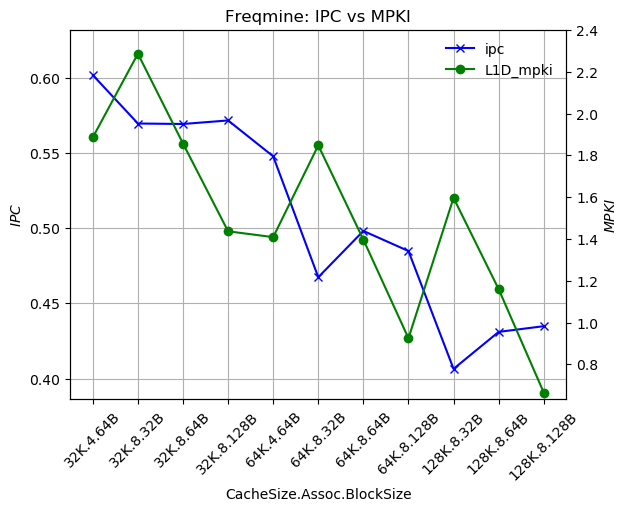 Freqmine: IPC vs MPKI
ipc
L1D_mpki
IPC
0.60
0.55
0.50
0.45
0.40
MPKI
2.4
2.2
2.0
1.8
1.6
1.4
1.2
1.0
0.8
32K.4.64B
32K.8.32B
32K.8.64B
32K.8.128B
64K.4.64B
64K.8.32B
64K.8.64B
64K.8.128B
128K.8.32B
128K.8.64B
128K.8.128B
CacheSize.Assoc.BlockSize